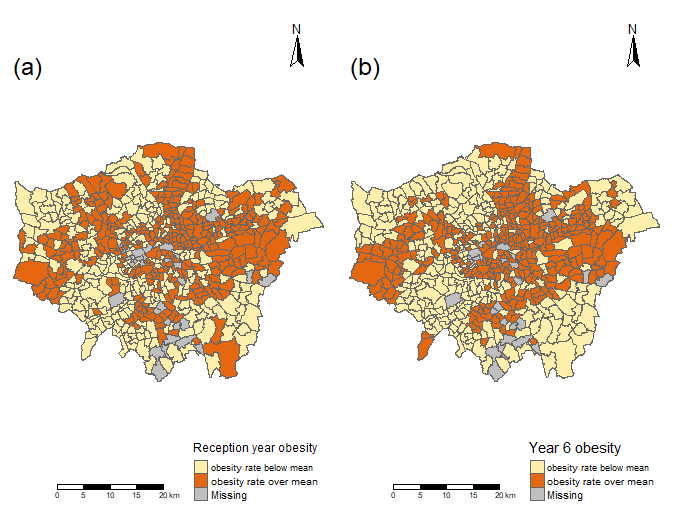 N
N
(a)
(b)
Reception year obesity
obesity rate below mean
obesity rate over mean
Missing
0 5 10 15 20 km
Year 6 obesity
obesity rate below mean
obesity rate over mean
Missing
0 5 10 15 20 km